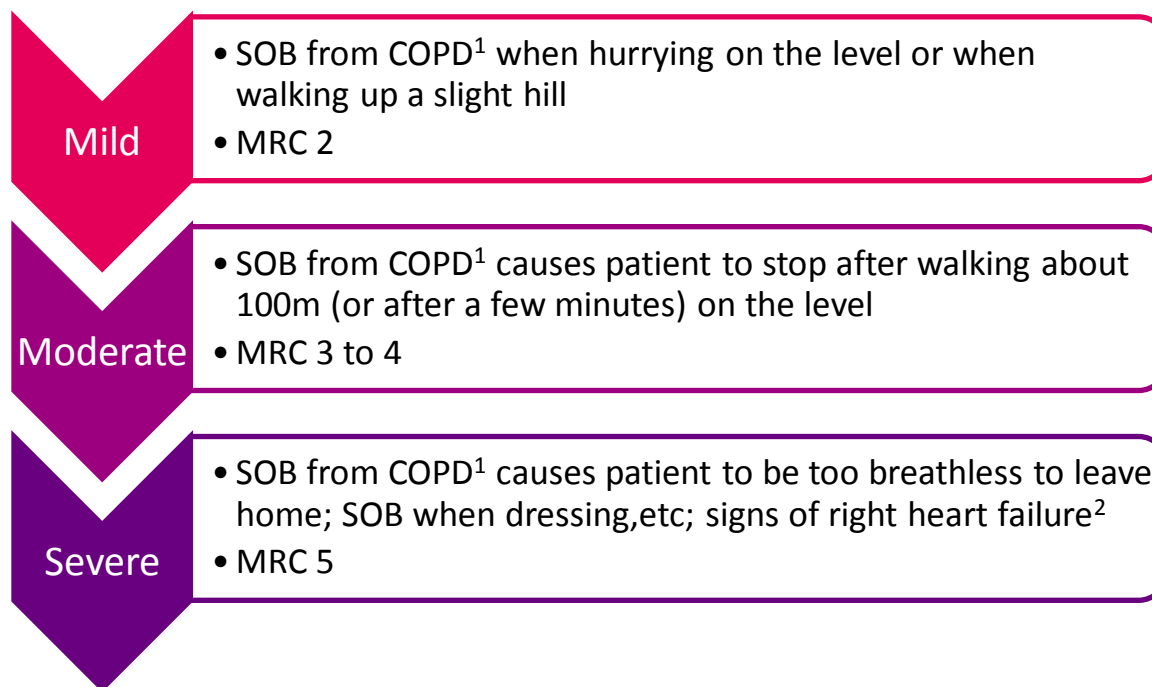 Mild
• SOB from COPD¹ when hurrying on the level or when
walking up a slight hill
• MRC 2
Moderate
• SOB from COPD¹ causes patient to stop after walking about
100m (or after a few minutes) on the level
• MRC 3 to 4
Severe
• SOB from COPD¹ causes patient to be too breathless to leave
home; SOB when dressing,etc; signs of right heart failure²
• MRC 5